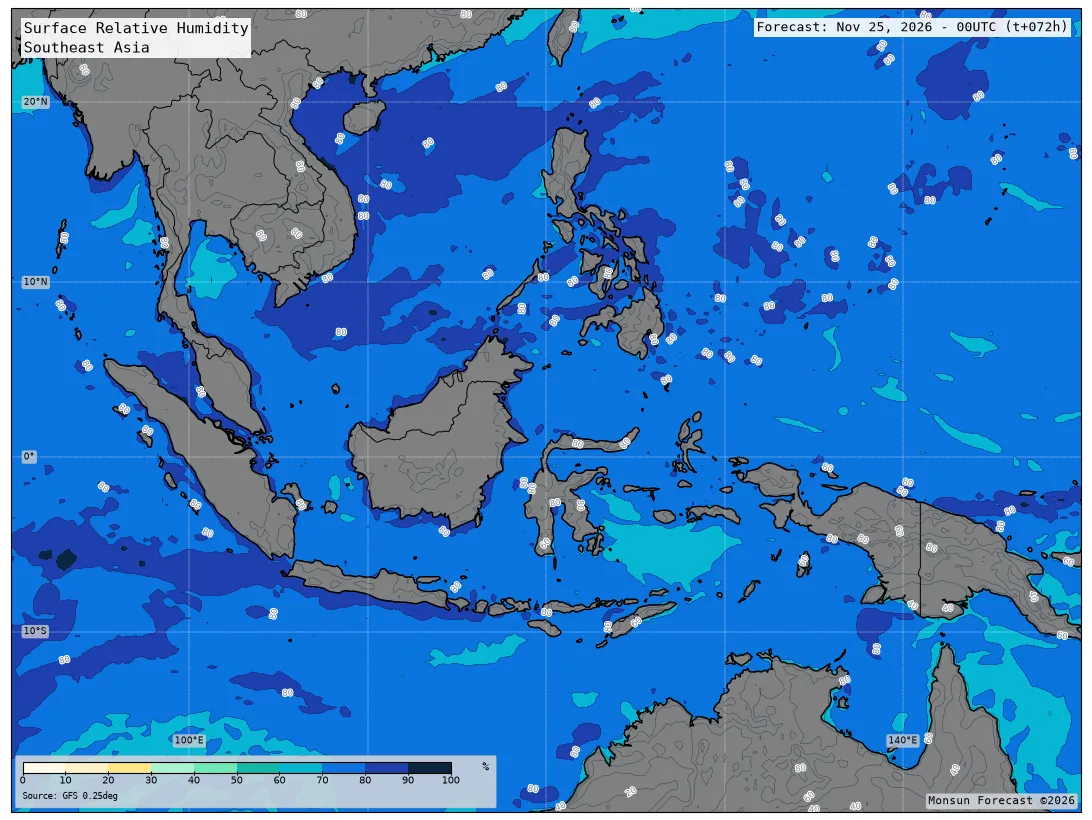 Surface Relative Humidity
Southeast Asia
Forecast: Nov 25, 2026 - 00UTC (t+072h)
20°N
10°N
0°
10°S
100°E
140°E
%
0 10 20 30 40 50 60 70 80 90 100
Source: GFS 0.25deg
Monsun Forecast ©2026